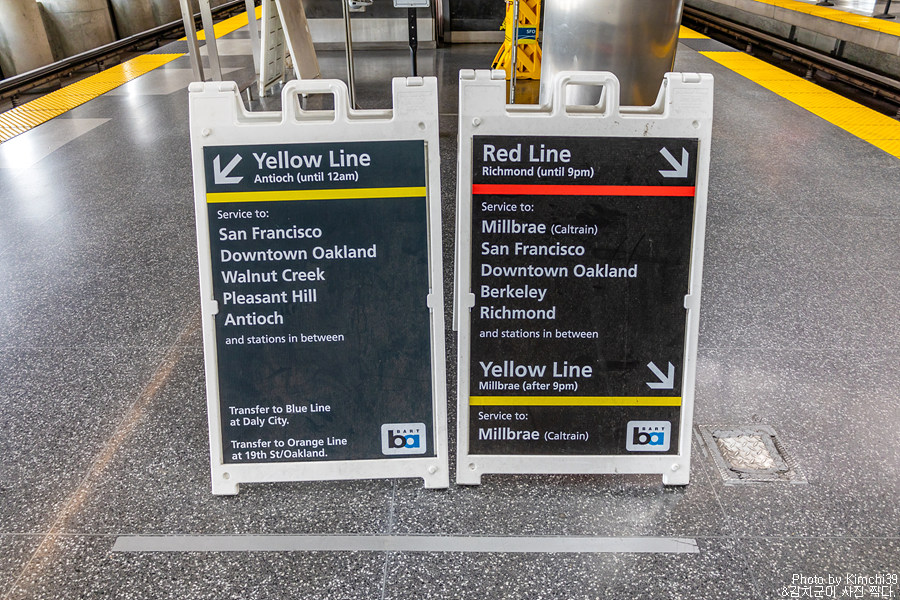 SFO
Yellow Line
Antioch (until 12am)
Service to:
San Francisco
Downtown Oakland
Walnut Creek
Pleasant Hill
Antioch
and stations in between
Transfer to Blue Line
at Daly City.
Transfer to Orange Line
at 19th St/Oakland.
BART
ba
Red Line
Richmond (until 9pm)
Service to:
Millbrae (Caltrain)
San Francisco
Downtown Oakland
Berkeley
Richmond
and stations in between
Yellow Line
Millbrae (after 9pm)
Service to:
Millbrae (Caltrain)
BART
ba
Photo by Kimchi39
&김치군이 사진 찍다.